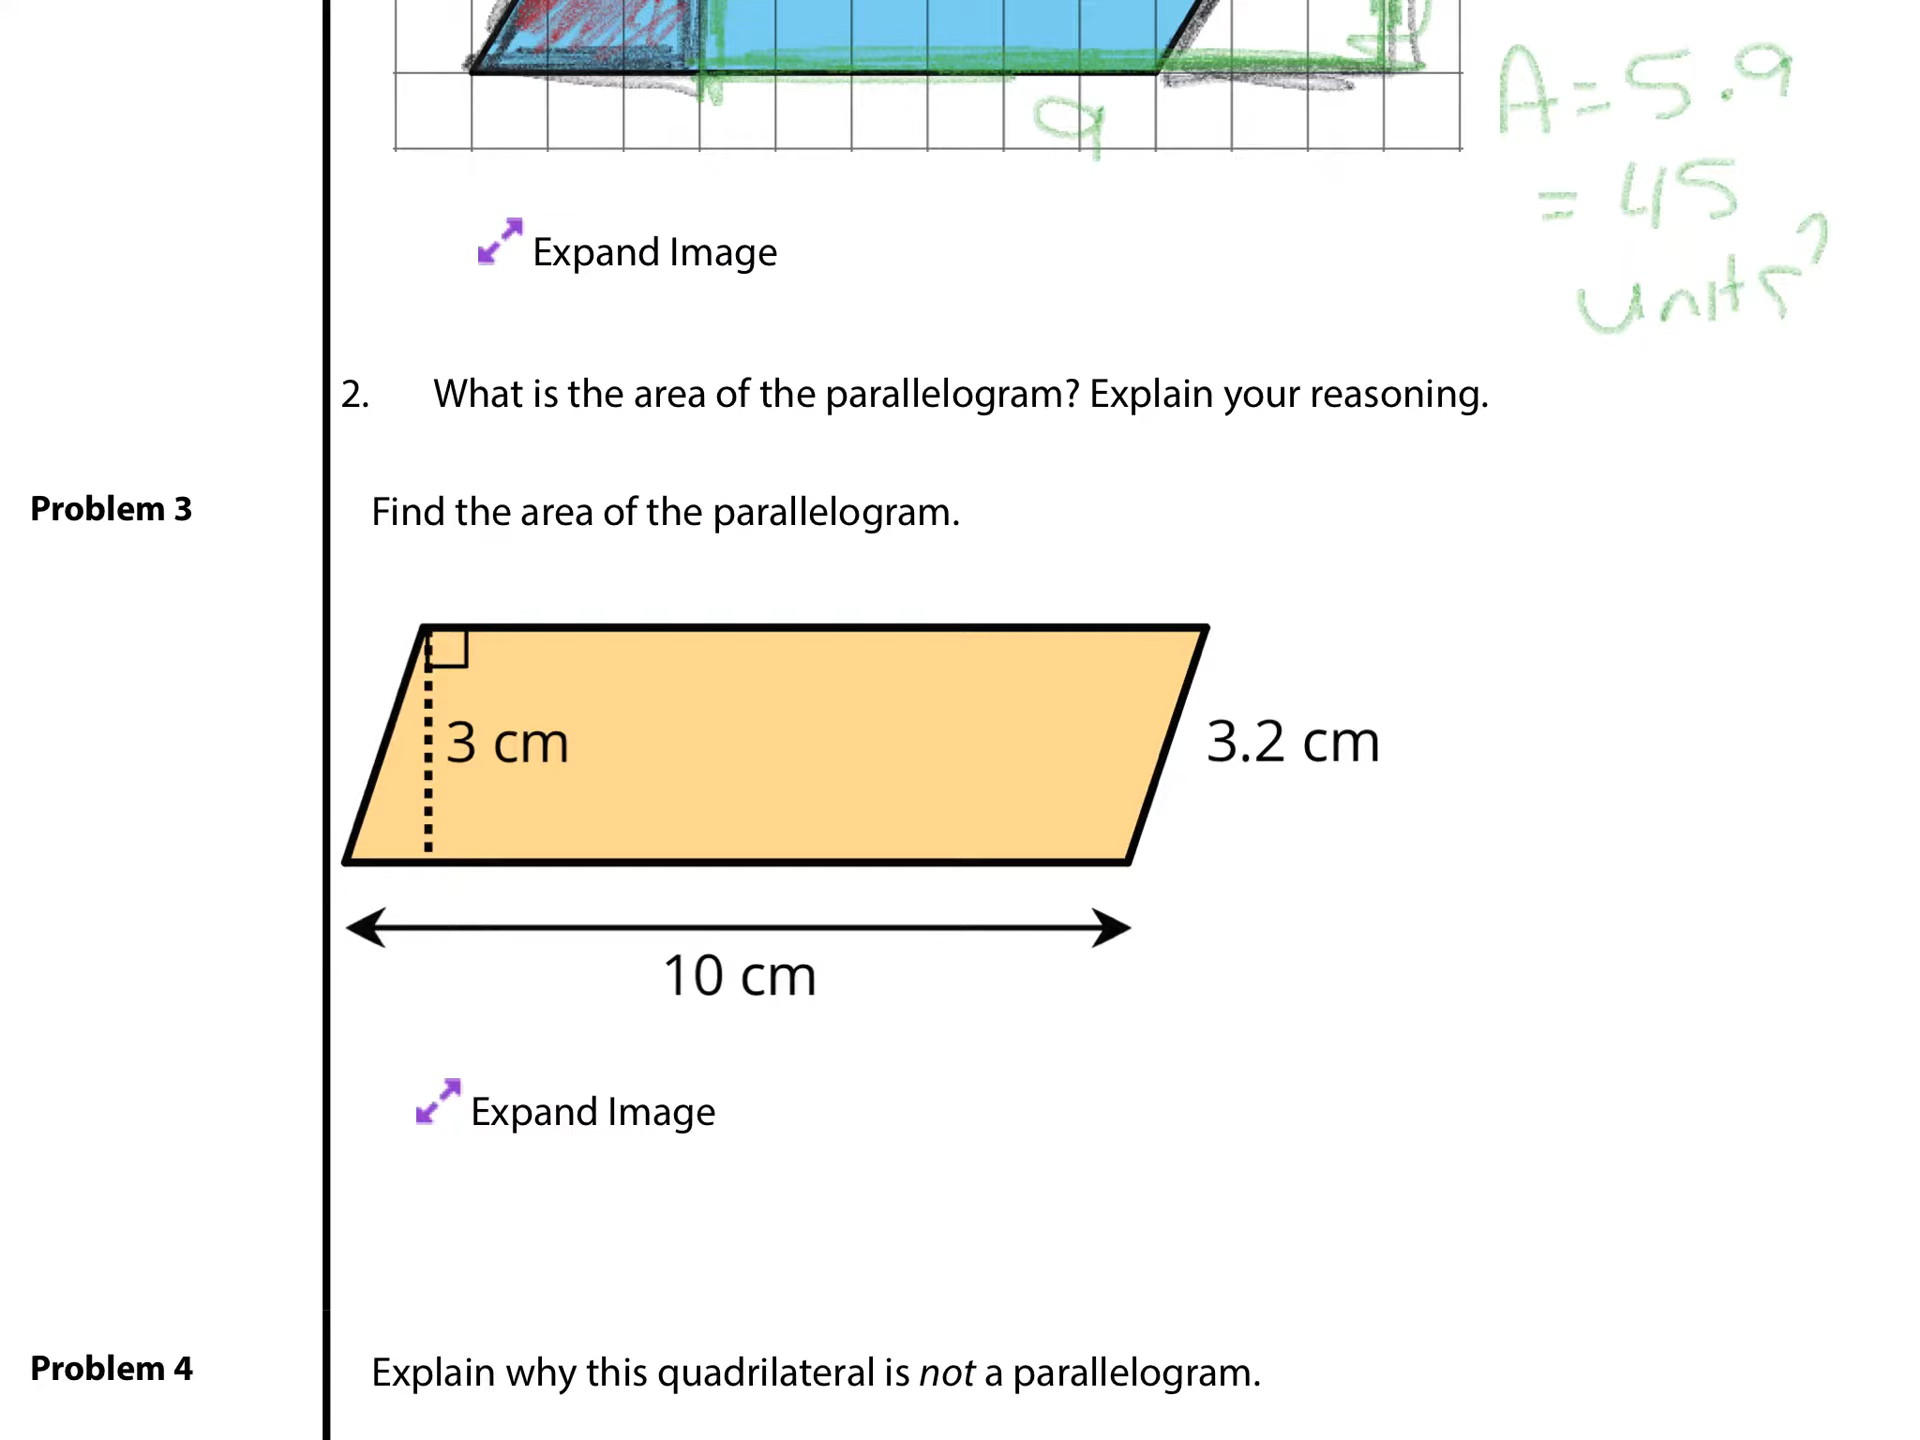 9
A = 5 . 9
= 45
units²
Expand Image
2. What is the area of the parallelogram? Explain your reasoning.
Problem 3 Find the area of the parallelogram.
3 cm
3.2 cm
10 cm
Expand Image
Problem 4 Explain why this quadrilateral is not a parallelogram.